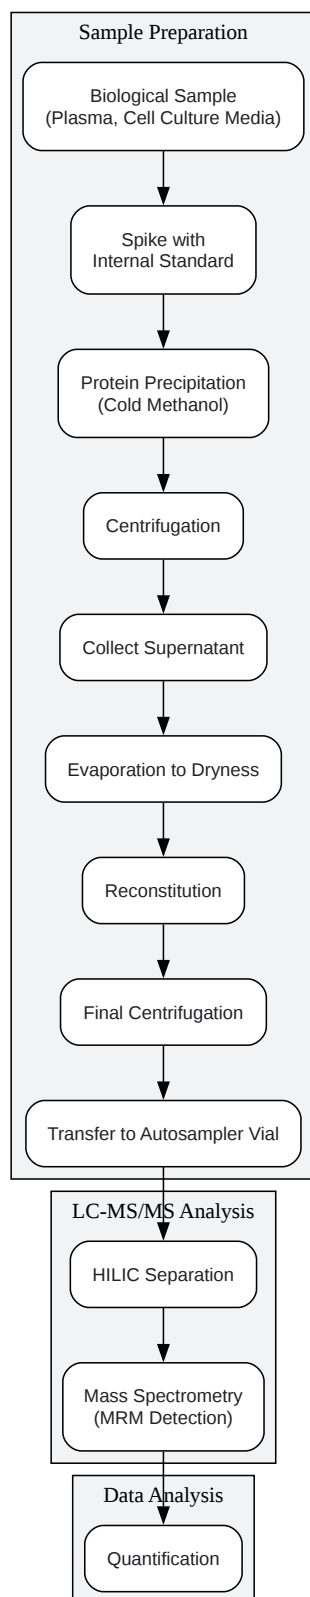 Sample Preparation
Biological Sample
(Plasma, Cell Culture Media)
Spike with
Internal Standard
Protein Precipitation
(Cold Methanol)
Centrifugation
Collect Supernatant
Evaporation to Dryness
Reconstitution
Final Centrifugation
Transfer to Autosampler Vial
LC-MS/MS Analysis
HILIC Separation
Mass Spectrometry
(MRM Detection)
Data Analysis
Quantification